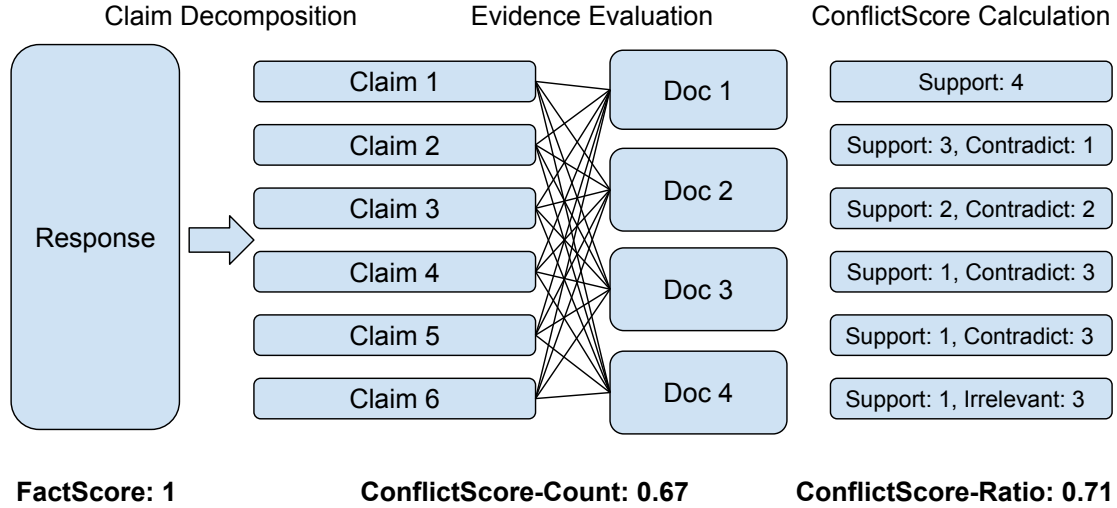 Claim Decomposition
Evidence Evaluation
ConflictScore Calculation
Response
Claim 1
Claim 2
Claim 3
Claim 4
Claim 5
Claim 6
Doc 1
Doc 2
Doc 3
Doc 4
Support: 4
Support: 3, Contradict: 1
Support: 2, Contradict: 2
Support: 1, Contradict: 3
Support: 1, Contradict: 3
Support: 1, Irrelevant: 3
FactScore: 1
ConflictScore-Count: 0.67
ConflictScore-Ratio: 0.71